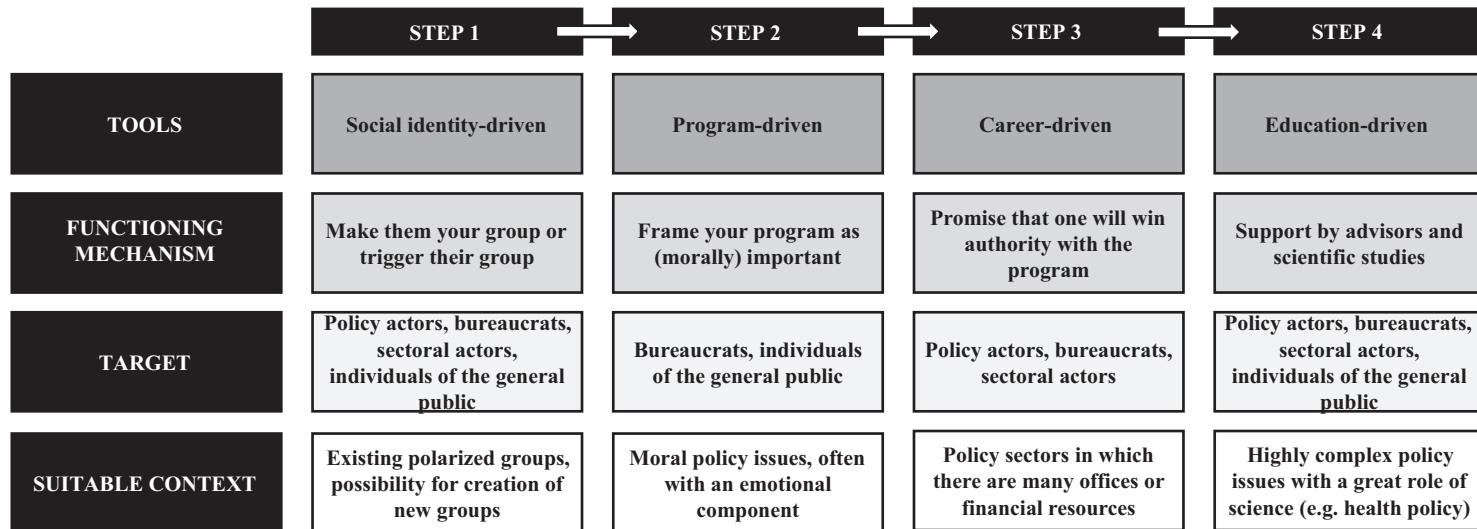 STEP 1
STEP 2
STEP 3
STEP 4
TOOLS
Social identity-driven
Program-driven
Career-driven
Education-driven
FUNCTIONING
MECHANISM
Make them your group or
trigger their group
Frame your program as
(morally) important
Promise that one will win
authority with the
program
Support by advisors and
scientific studies
TARGET
Policy actors, bureaucrats,
sectoral actors,
individuals of the general
public
Bureaucrats, individuals
of the general public
Policy actors, bureaucrats,
sectoral actors
Policy actors, bureaucrats,
sectoral actors,
individuals of the general
public
SUITABLE CONTEXT
Existing polarized groups,
possibility for creation of
new groups
Moral policy issues, often
with an emotional
component
Policy sectors in which
there are many offices or
financial resources
Highly complex policy
issues with a great role of
science (e.g. health policy)